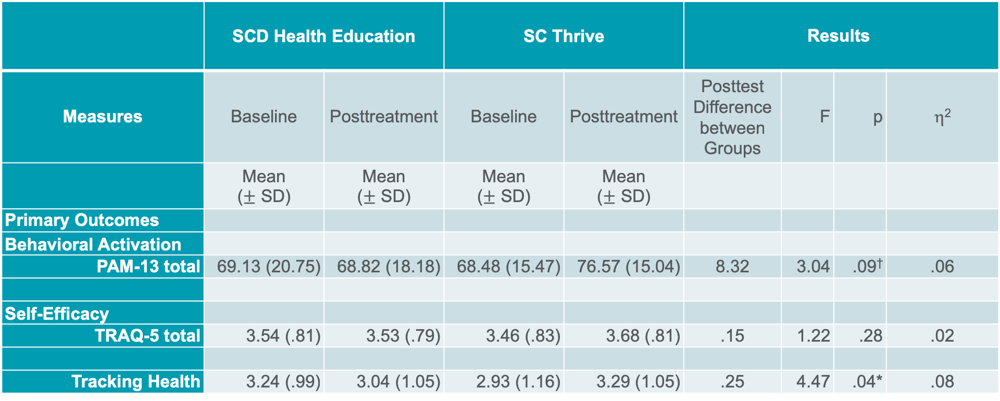 SCD Health Education SC Thrive Results
Measures Baseline Posttreatment Baseline Posttreatment Posttest Difference between Groups F p η²
Mean (± SD) Mean (± SD) Mean (± SD) Mean (± SD)
Primary Outcomes
Behavioral Activation
PAM-13 total 69.13 (20.75) 68.82 (18.18) 68.48 (15.47) 76.57 (15.04) 8.32 3.04 .09† .06
Self-Efficacy
TRAQ-5 total 3.54 (.81) 3.53 (.79) 3.46 (.83) 3.68 (.81) .15 1.22 .28 .02
Tracking Health 3.24 (.99) 3.04 (1.05) 2.93 (1.16) 3.29 (1.05) .25 4.47 .04* .08